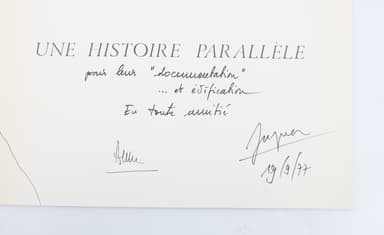 UNE HISTOIRE PARALLÈLE
pour leur "documentation"
... et édification
En toute amitié
19/9/77